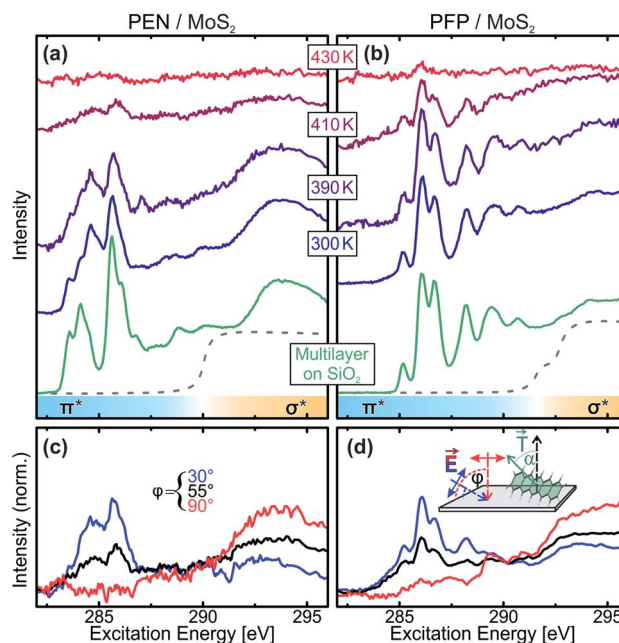 PEN / MoS₂ PFP / MoS₂
(a) (b)
430 K
410 K
390 K
300 K
Multilayer
on SiO₂
Intensity
π* σ* π* σ*
(c) (d)
φ = { 30°
55°
90°
E φ T α
Intensity (norm.)
285 290 295 285 290 295
Excitation Energy [eV] Excitation Energy [eV]